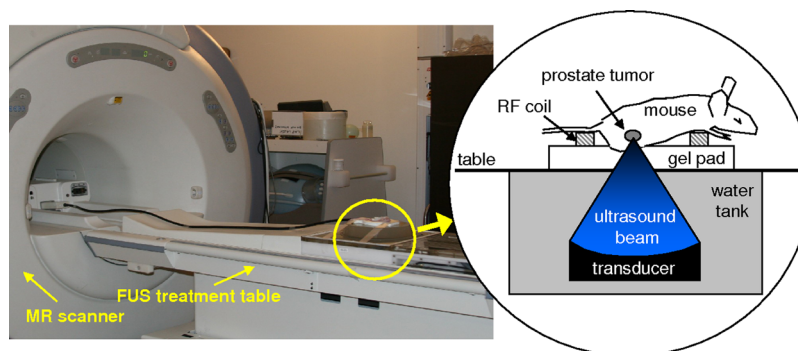 prostate tumor
RF coil
mouse
table
gel pad
water
tank
ultrasound
beam
transducer
FUS treatment table
MR scanner